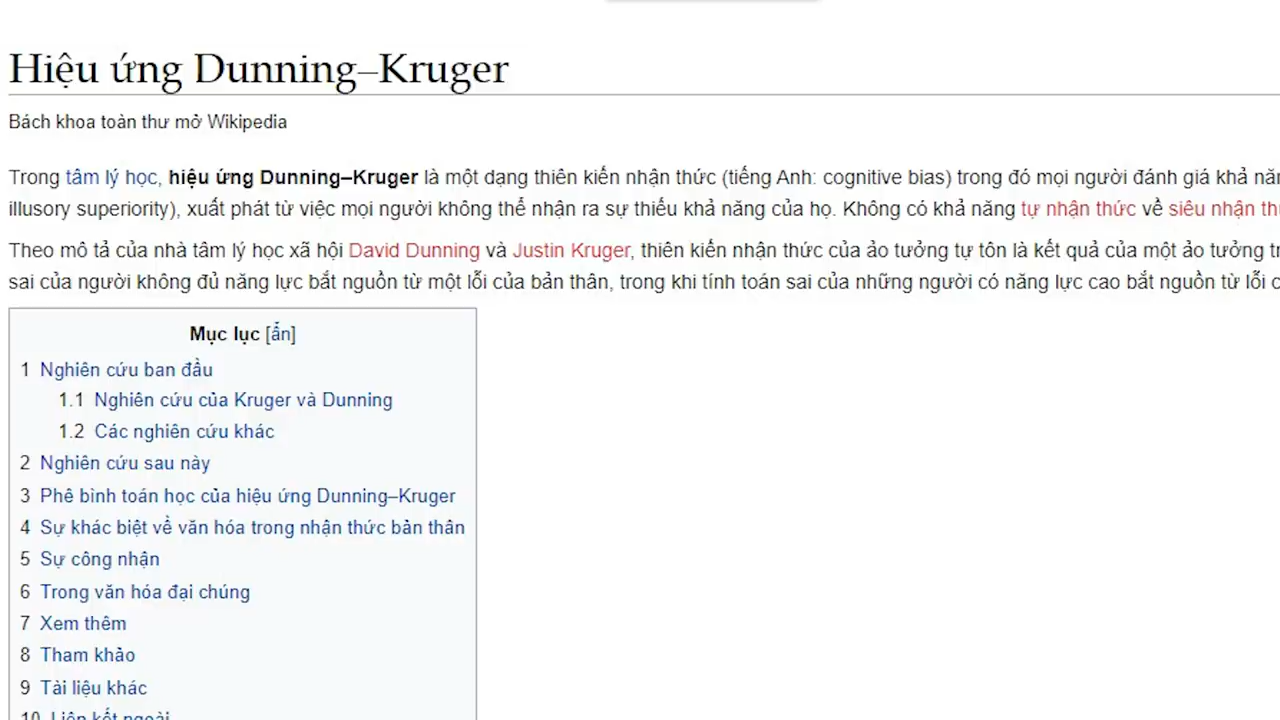 Hiệu ứng Dunning–Kruger
Bách khoa toàn thư mở Wikipedia
Trong tâm lý học, hiệu ứng Dunning–Kruger là một dạng thiên kiến nhận thức (tiếng Anh: cognitive bias) trong đó mọi người đánh giá khả
illusory superiority), xuất phát từ việc mọi người không thể nhận ra sự thiếu khả năng của họ. Không có khả năng tự nhận thức về siêu nhận
Theo mô tả của nhà tâm lý học xã hội David Dunning và Justin Kruger, thiên kiến nhận thức của ảo tưởng tự tôn là kết quả của một ảo tưởng
sai của người không đủ năng lực bắt nguồn từ một lỗi của bản thân, trong khi tính toán sai của những người có năng lực cao bắt nguồn từ lỗi
Mục lục [ẩn]
1 Nghiên cứu ban đầu
1.1 Nghiên cứu của Kruger và Dunning
1.2 Các nghiên cứu khác
2 Nghiên cứu sau này
3 Phê bình toán học của hiệu ứng Dunning–Kruger
4 Sự khác biệt về văn hóa trong nhận thức bản thân
5 Sự công nhận
6 Trong văn hóa đại chúng
7 Xem thêm
8 Tham khảo
9 Tài liệu khác
10 Liên kết ngoài